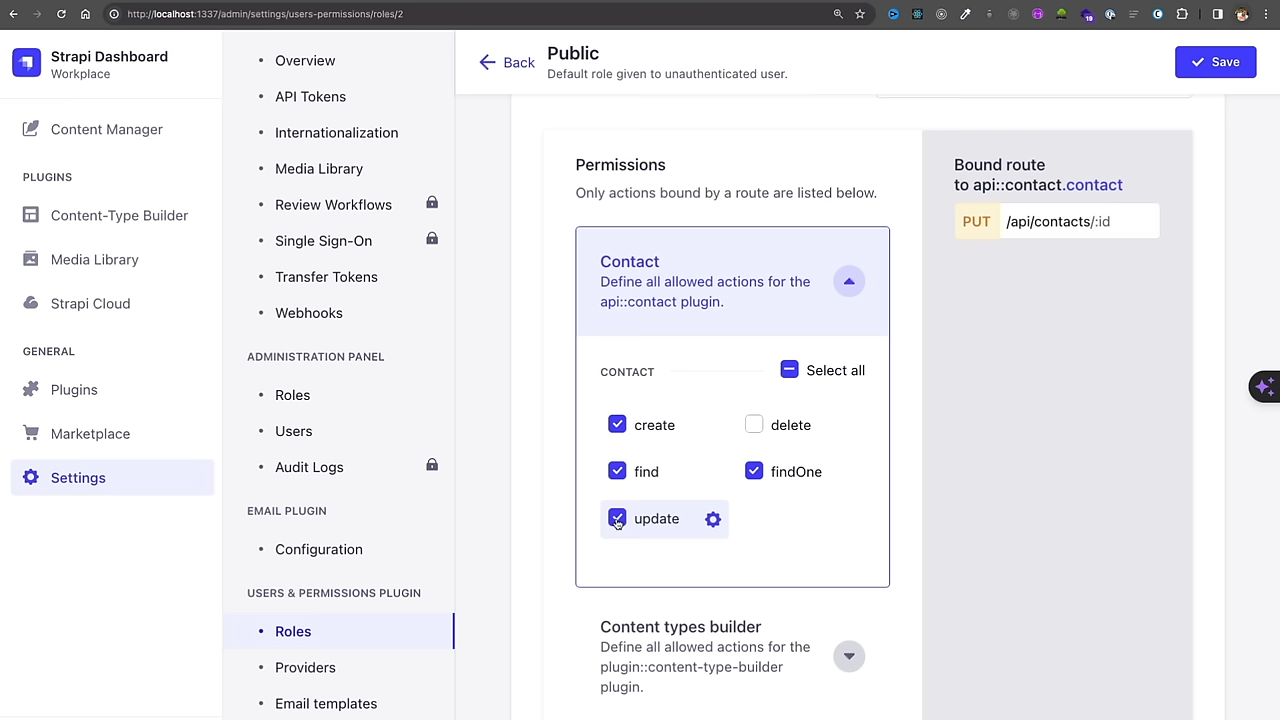 http://localhost:1337/admin/settings/users-permissions/roles/2
Strapi Dashboard
Workplace
Content Manager
PLUGINS
Content-Type Builder
Media Library
Strapi Cloud
GENERAL
Plugins
Marketplace
Settings
Overview
API Tokens
Internationalization
Media Library
Review Workflows
Single Sign-On
Transfer Tokens
Webhooks
ADMINISTRATION PANEL
Roles
Users
Audit Logs
EMAIL PLUGIN
Configuration
USERS & PERMISSIONS PLUGIN
Roles
Providers
Email templates
Back
Public
Default role given to unauthenticated user.
Save
Permissions
Only actions bound by a route are listed below.
Contact
Define all allowed actions for the
api::contact plugin.
CONTACT
Select all
create
delete
find
findOne
update
Content types builder
Define all allowed actions for the
plugin::content-type-builder
plugin.
Bound route
to api::contact.contact
PUT /api/contacts/:id